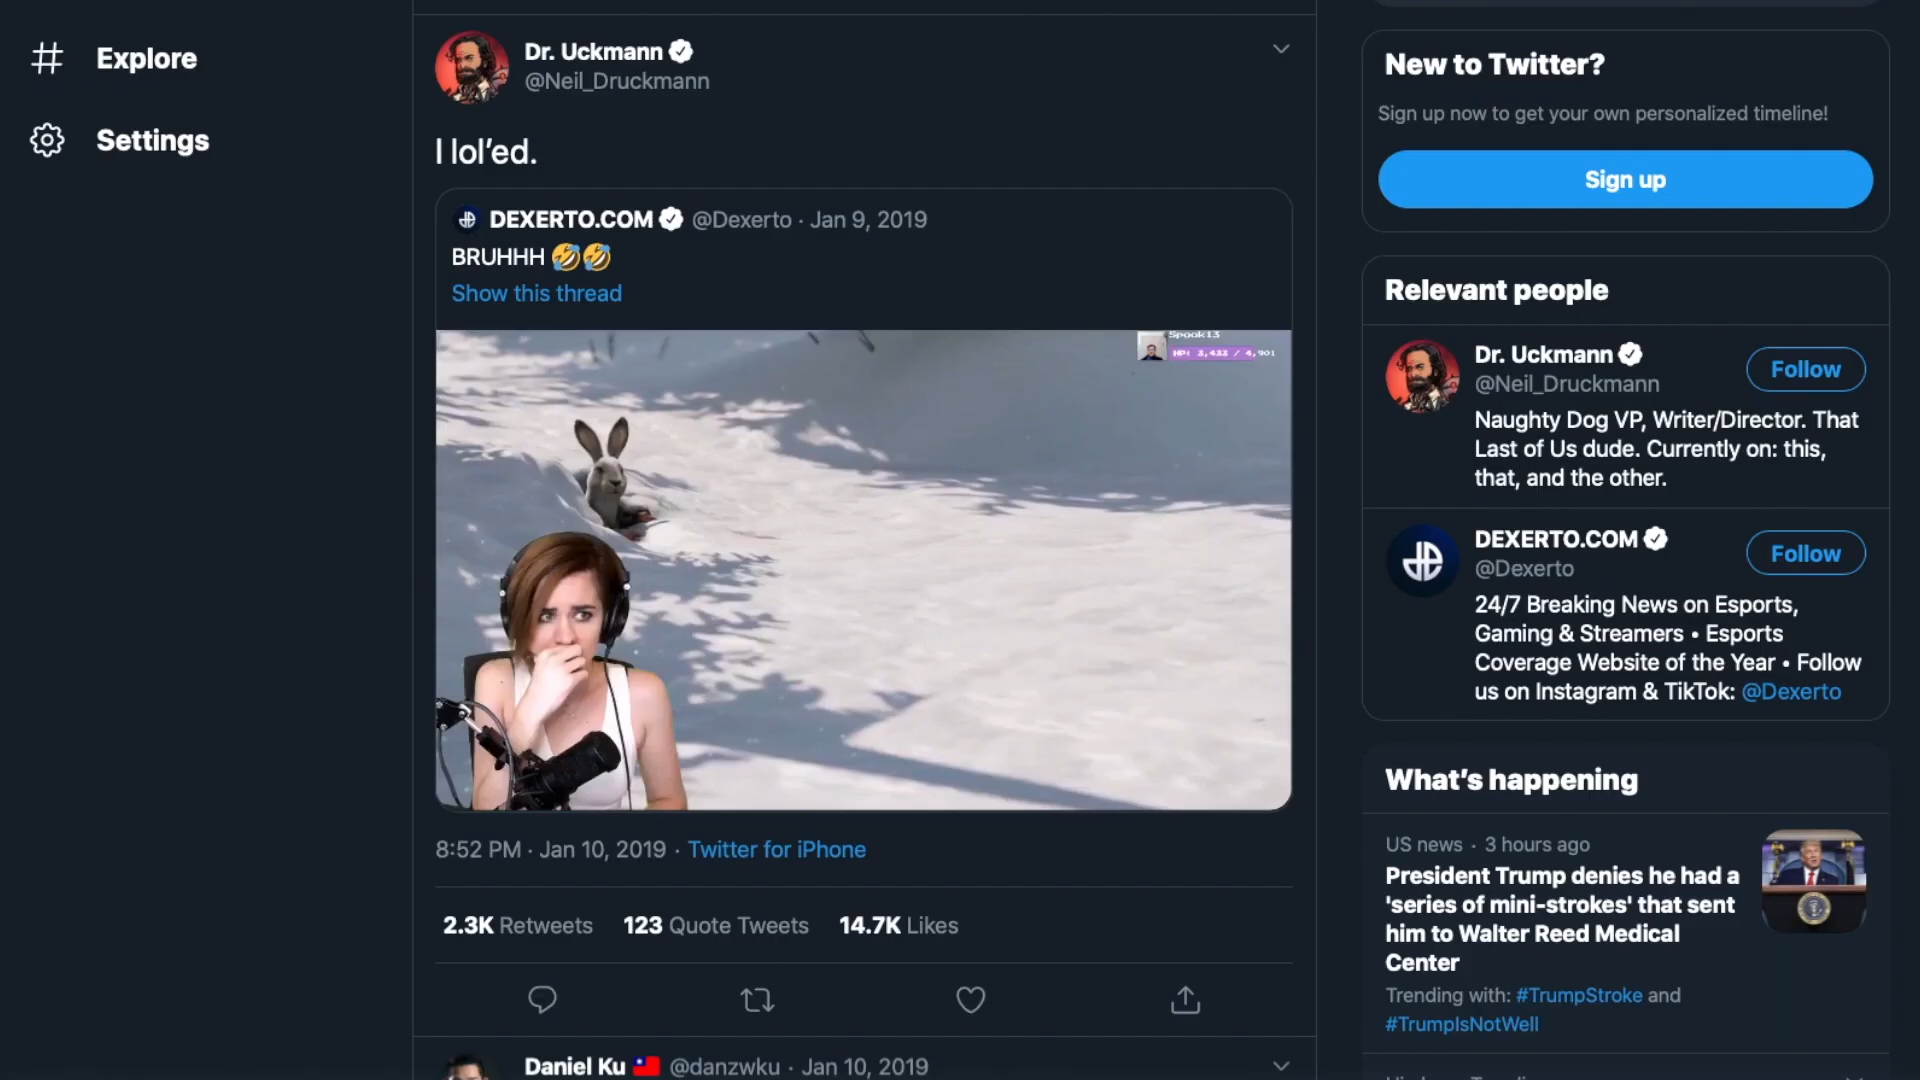 Explore
Settings
Dr. Uckmann
@Neil_Druckmann
I lol’ed.
DEXERTO.COM @Dexerto · Jan 9, 2019
BRUHHH 🤣🤣
Show this thread
Spook13
HP: 3,433 / 4,901
8:52 PM · Jan 10, 2019 · Twitter for iPhone
2.3K Retweets 123 Quote Tweets 14.7K Likes
Daniel Ku 🇹🇼 @danzwku · Jan 10, 2019
New to Twitter?
Sign up now to get your own personalized timeline!
Sign up
Relevant people
Dr. Uckmann
@Neil_Druckmann
Follow
Naughty Dog VP, Writer/Director. That
Last of Us dude. Currently on: this,
that, and the other.
DEXERTO.COM
@Dexerto
Follow
24/7 Breaking News on Esports,
Gaming & Streamers • Esports
Coverage Website of the Year • Follow
us on Instagram & TikTok: @Dexerto
What’s happening
US news · 3 hours ago
President Trump denies he had a
'series of mini-strokes' that sent
him to Walter Reed Medical
Center
Trending with: #TrumpStroke and
#TrumpIsNotWell